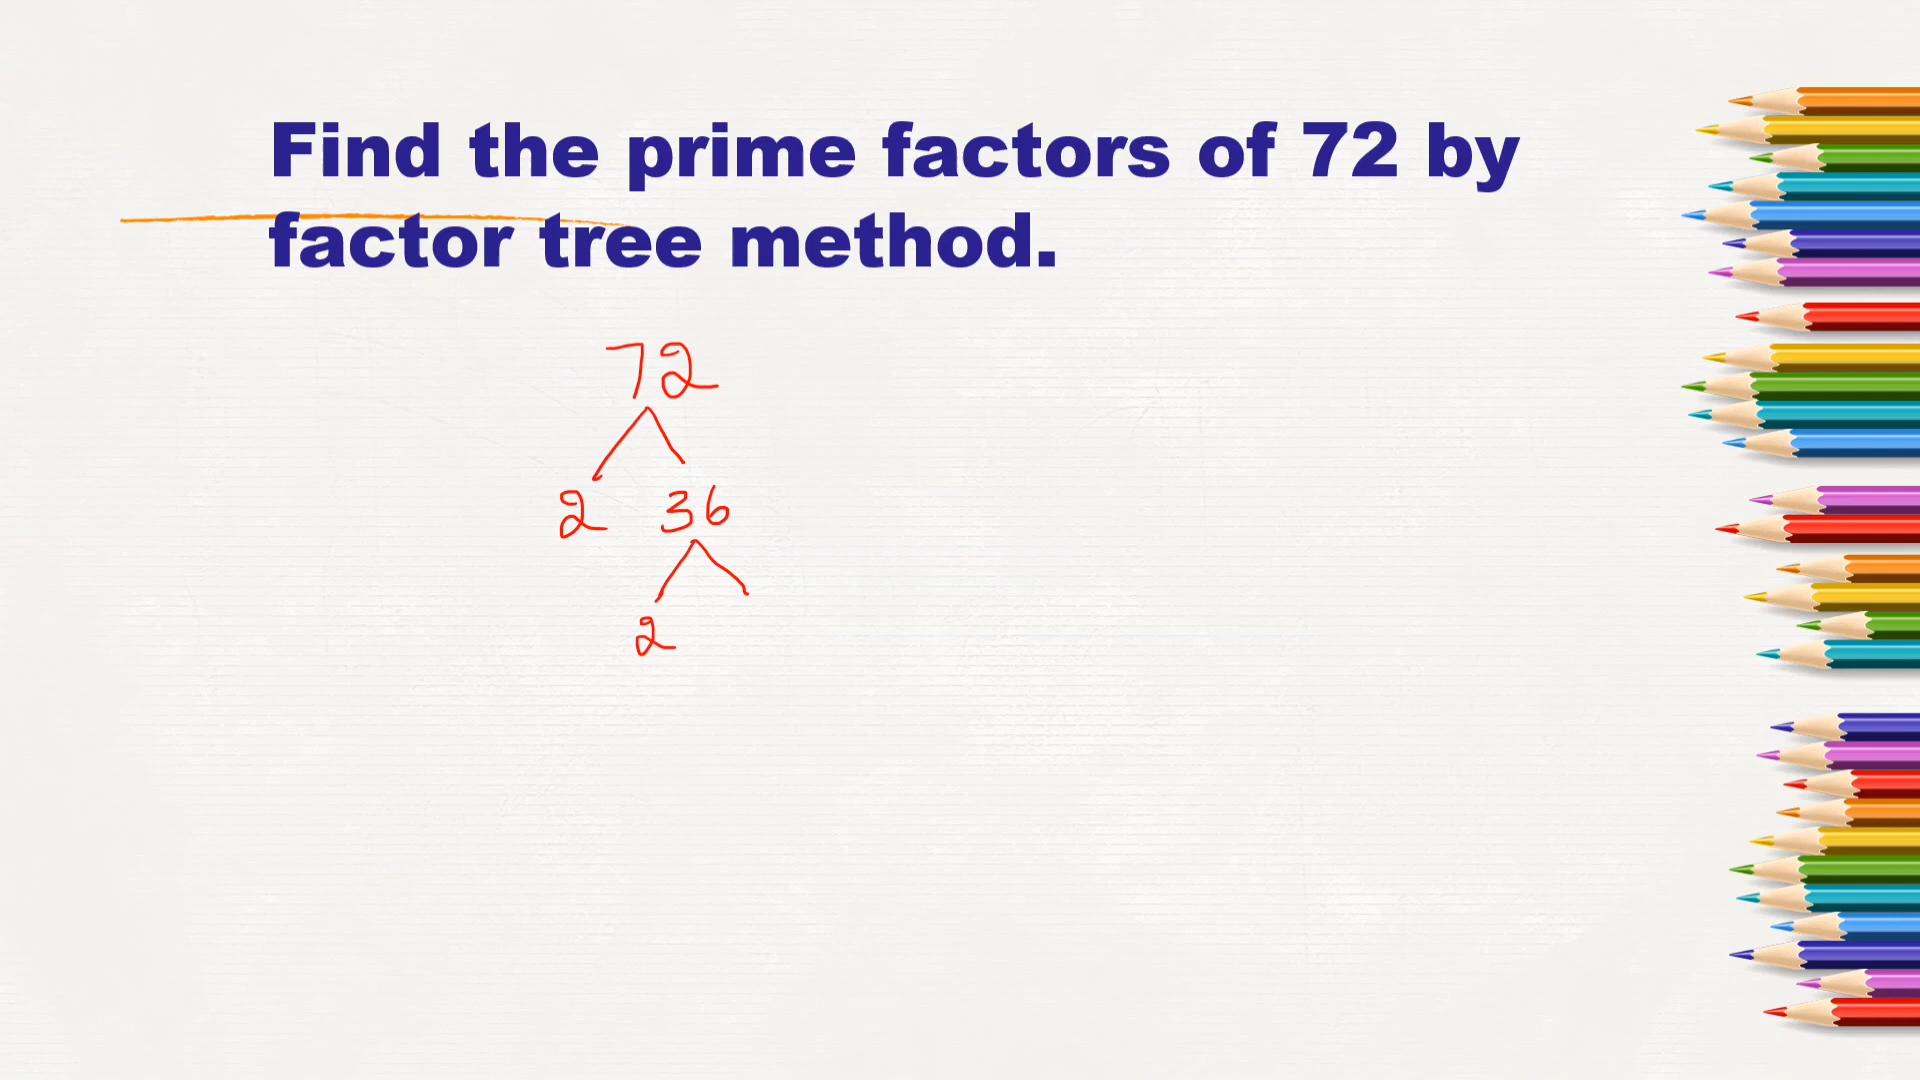 Find the prime factors of 72 by
factor tree method.
72
2 36
2